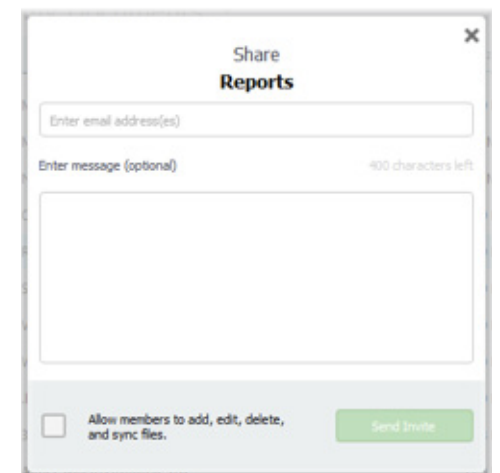 Share
Reports
Enter email address(es)
Enter message (optional) 400 characters left
Allow members to add, edit, delete,
and sync files.
Send Invite